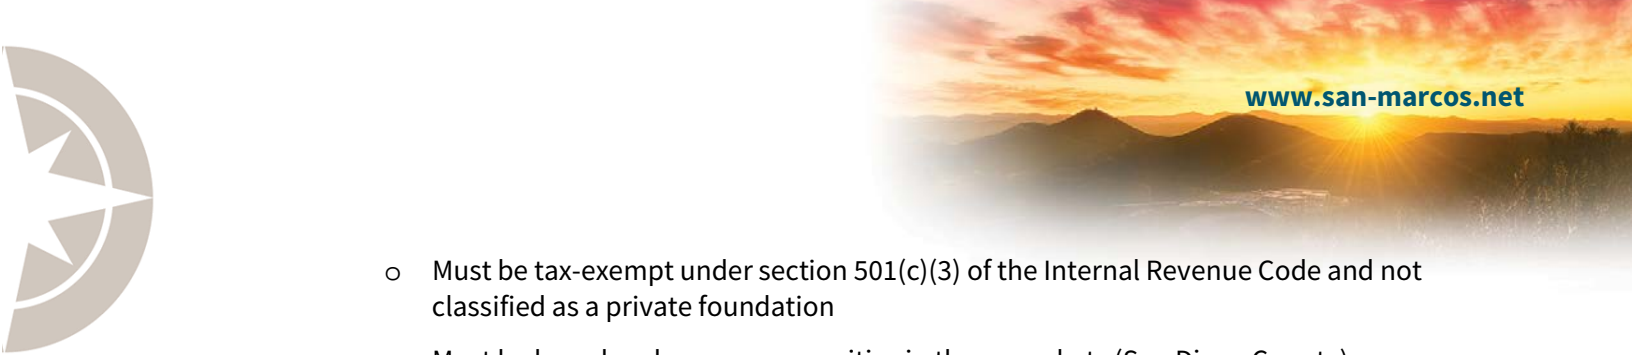 www.san-marcos.net
o Must be tax-exempt under section 501(c)(3) of the Internal Revenue Code and not
classified as a private foundation